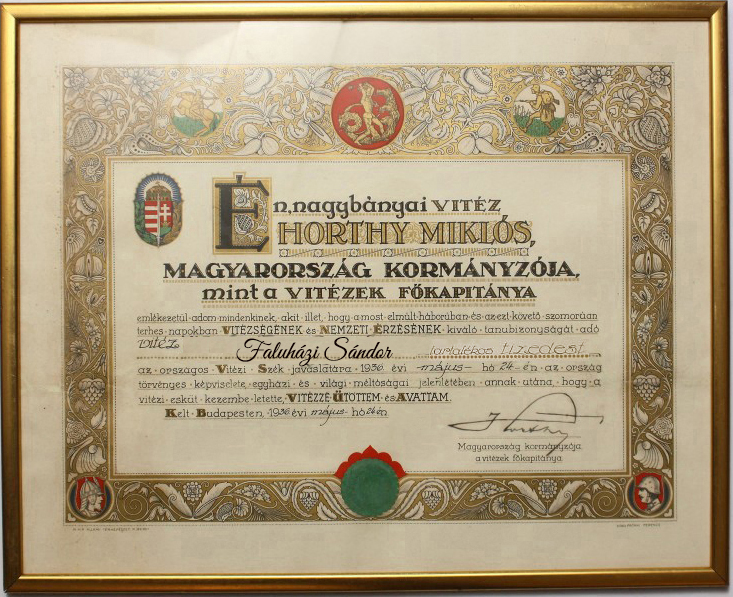 Én, nagybányai VITÉZ
HORTHY MIKLÓS,
MAGYARORSZÁG KORMÁNYZÓJA,
mint a VITÉZEK FŐKAPITÁNYA
emlékezetül·adom·mindenkinek,·akit·illet,·hogy·a·most·elmúlt·háborúban·és·az·ezt·követő·szomorúan
terhes·napokban·VITÉZSÉGÉNEK·és·NEMZETI·ÉRZÉSÉNEK·kiváló·tanubizonyságát·adó
vitéz Faluházi Sándor tartalékos tizedest
az·országos·Vitézi·Szék·javaslatára·1936·évi május hó 24-én·az·ország
törvényes·képviselete,·egyházi·és·világi·méltóságai·jelenlétében·annak·utána,·hogy·a
vitézi·esküt·kezembe·letette,·VITÉZZÉ·ÜTÖTTEM·és·AVATTAM.
Kelt·Budapesten,·1936·évi május hó 24én
Horthy
Magyarország·kormányzója
a·vitézek·főkapitánya